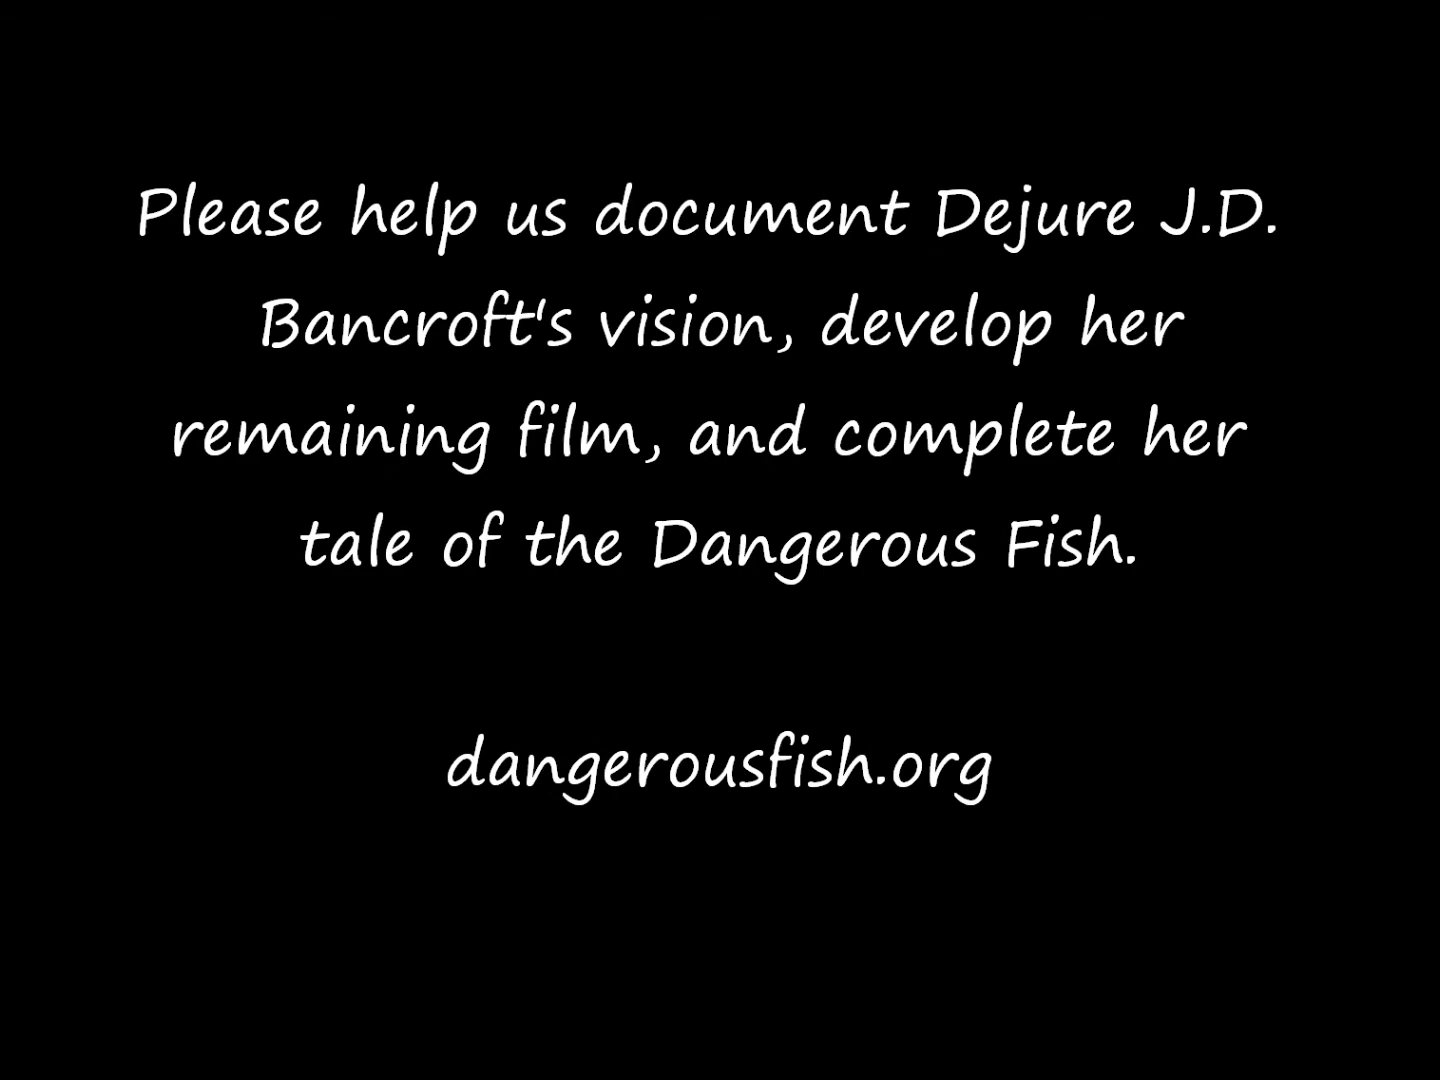 Please help us document Dejure J.D.
Bancroft's vision, develop her
remaining film, and complete her
tale of the Dangerous Fish.
dangerousfish.org